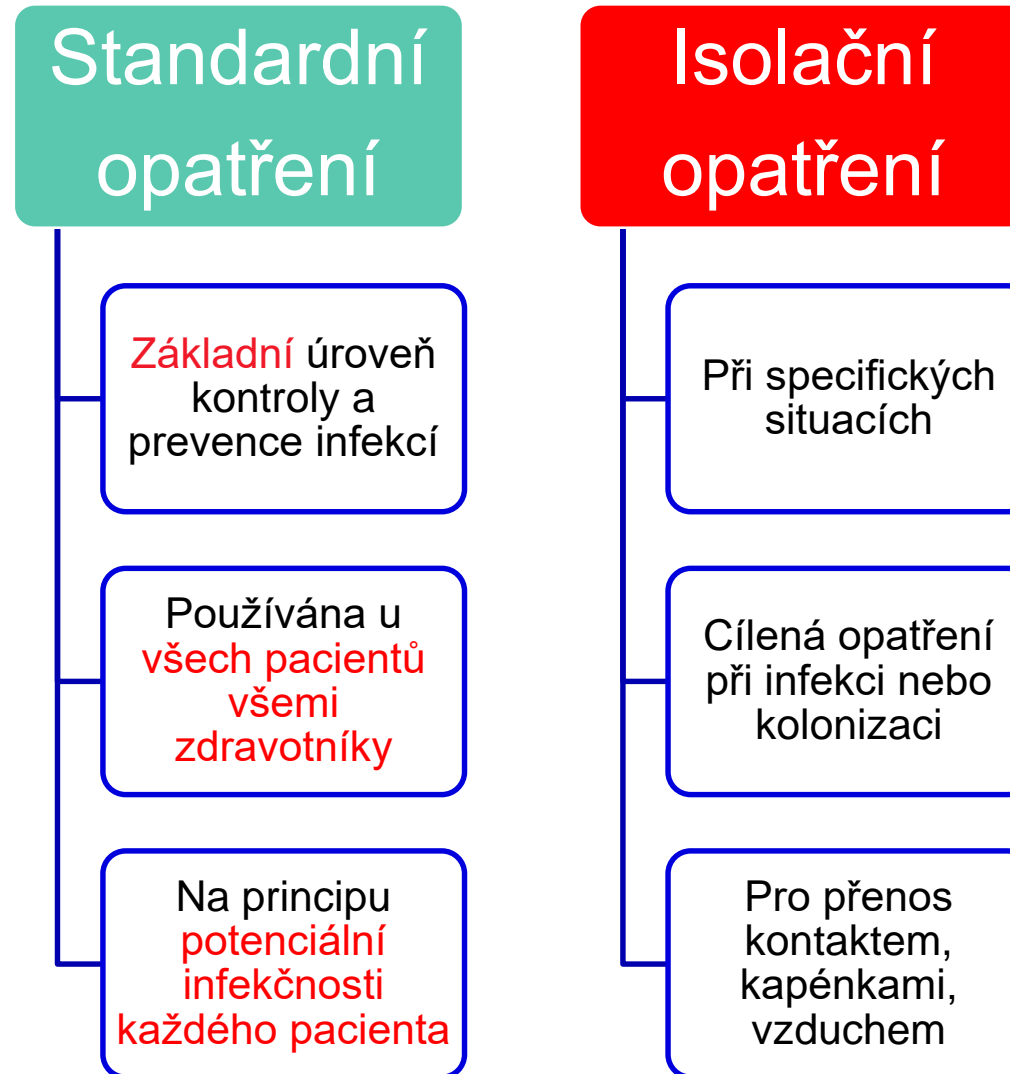 Standardní
opatření
Základní úroveň
kontroly a
prevence infekcí
Používána u
všech pacientů
všemi
zdravotníky
Na principu
potenciální
infekčnosti
každého pacienta
Isolační
opatření
Při specifických
situacích
Cílená opatření
při infekci nebo
kolonizaci
Pro přenos
kontaktem,
kapénkami,
vzduchem